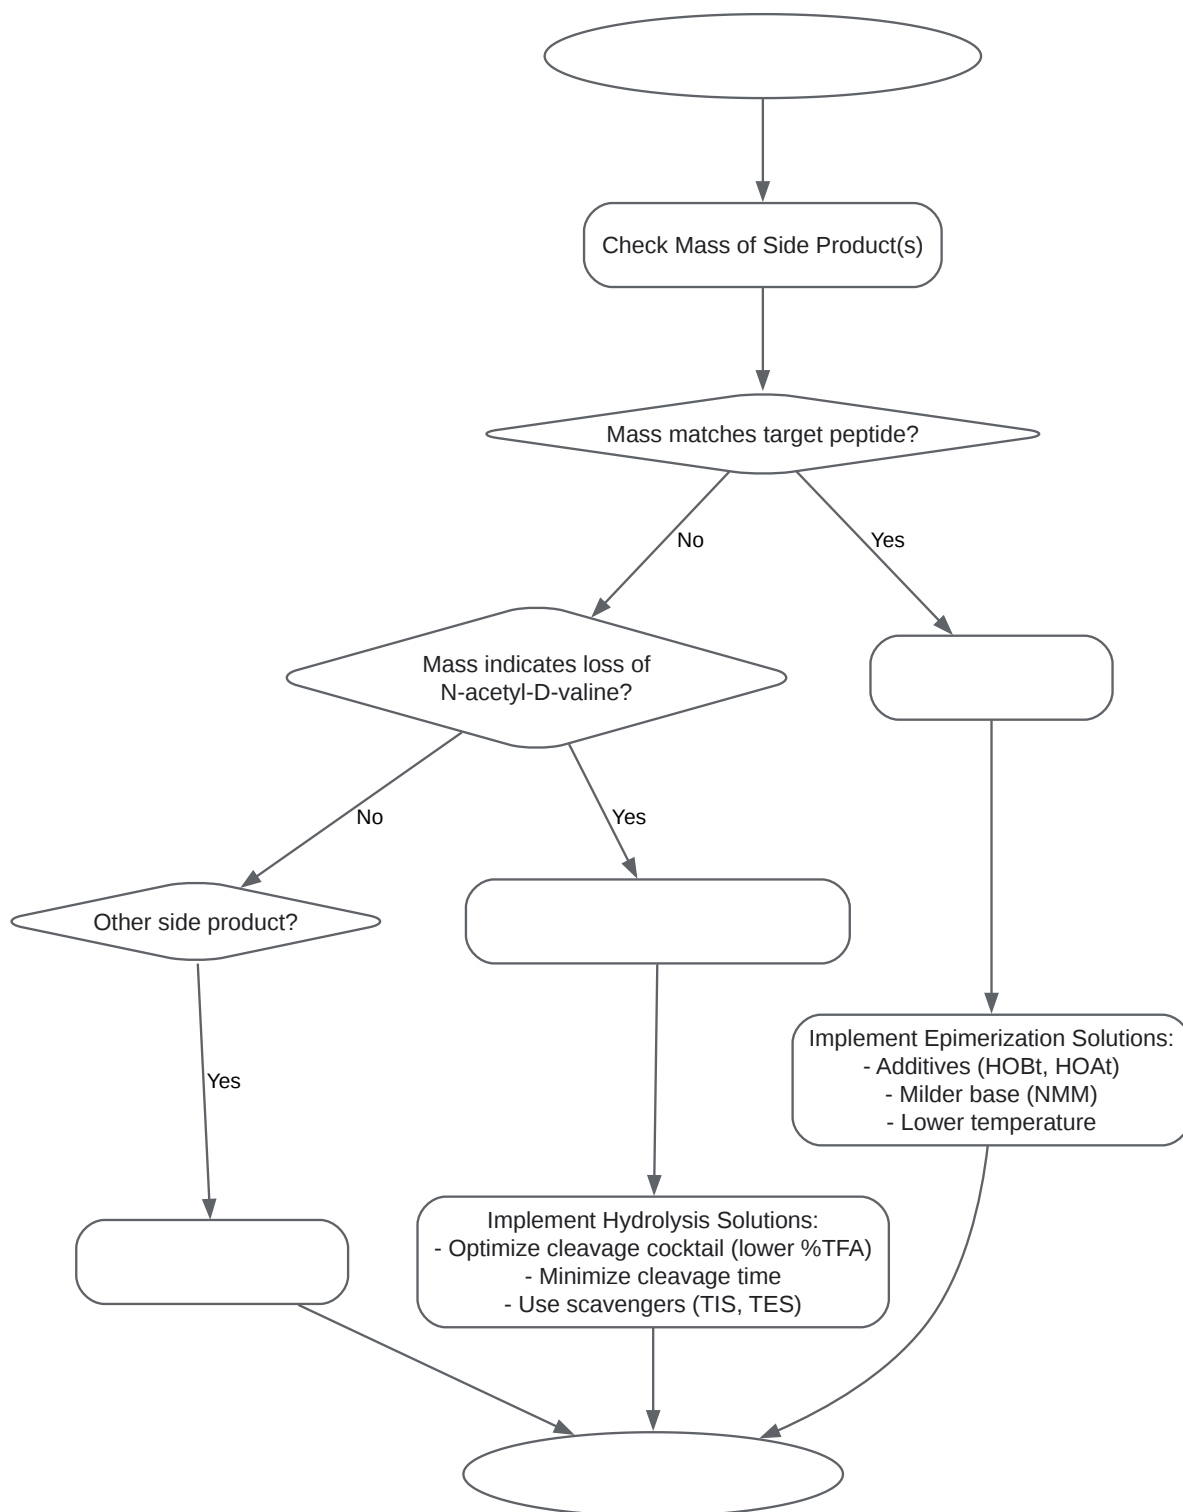 Check Mass of Side Product(s)
Mass matches target peptide?
No
Yes
Mass indicates loss of
N-acetyl-D-valine?
No
Yes
Other side product?
Yes
Implement Epimerization Solutions:
- Additives (HOBt, HOAt)
- Milder base (NMM)
- Lower temperature
Implement Hydrolysis Solutions:
- Optimize cleavage cocktail (lower %TFA)
- Minimize cleavage time
- Use scavengers (TIS, TES)